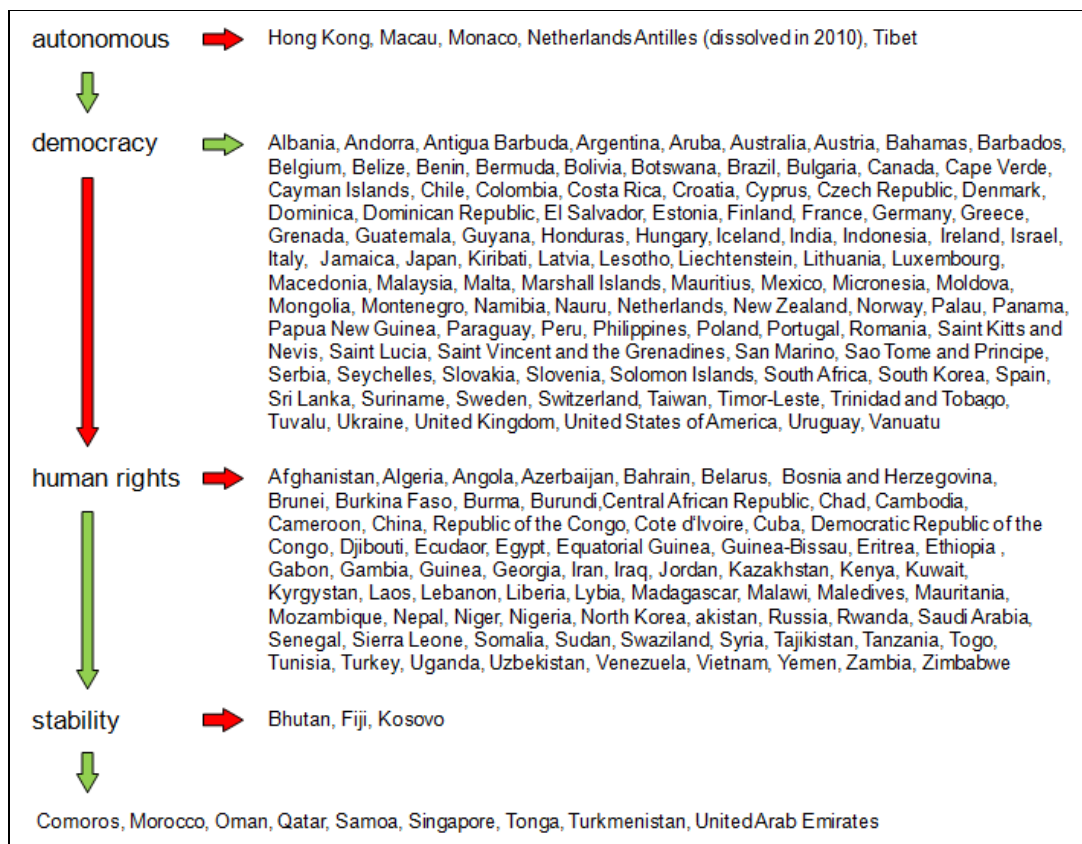 autonomous Hong Kong, Macau, Monaco, Netherlands Antilles (dissolved in 2010), Tibet
democracy Albania, Andorra, Antigua Barbuda, Argentina, Aruba, Australia, Austria, Bahamas, Barbados,
Belgium, Belize, Benin, Bermuda, Bolivia, Botswana, Brazil, Bulgaria, Canada, Cape Verde,
Cayman Islands, Chile, Colombia, Costa Rica, Croatia, Cyprus, Czech Republic, Denmark,
Dominica, Dominican Republic, El Salvador, Estonia, Finland, France, Germany, Greece,
Grenada, Guatemala, Guyana, Honduras, Hungary, Iceland, India, Indonesia, Ireland, Israel,
Italy, Jamaica, Japan, Kiribati, Latvia, Lesotho, Liechtenstein, Lithuania, Luxembourg,
Macedonia, Malaysia, Malta, Marshall Islands, Mauritius, Mexico, Micronesia, Moldova,
Mongolia, Montenegro, Namibia, Nauru, Netherlands, New Zealand, Norway, Palau, Panama,
Papua New Guinea, Paraguay, Peru, Philippines, Poland, Portugal, Romania, Saint Kitts and
Nevis, Saint Lucia, Saint Vincent and the Grenadines, San Marino, Sao Tome and Principe,
Serbia, Seychelles, Slovakia, Slovenia, Solomon Islands, South Africa, South Korea, Spain,
Sri Lanka, Suriname, Sweden, Switzerland, Taiwan, Timor-Leste, Trinidad and Tobago,
Tuvalu, Ukraine, United Kingdom, United States of America, Uruguay, Vanuatu
human rights Afghanistan, Algeria, Angola, Azerbaijan, Bahrain, Belarus, Bosnia and Herzegovina,
Brunei, Burkina Faso, Burma, Burundi,Central African Republic, Chad, Cambodia,
Cameroon, China, Republic of the Congo, Cote d'Ivoire, Cuba, Democratic Republic of the
Congo, Djibouti, Ecudaor, Egypt, Equatorial Guinea, Guinea-Bissau, Eritrea, Ethiopia ,
Gabon, Gambia, Guinea, Georgia, Iran, Iraq, Jordan, Kazakhstan, Kenya, Kuwait,
Kyrgystan, Laos, Lebanon, Liberia, Lybia, Madagascar, Malawi, Maledives, Mauritania,
Mozambique, Nepal, Niger, Nigeria, North Korea, akistan, Russia, Rwanda, Saudi Arabia,
Senegal, Sierra Leone, Somalia, Sudan, Swaziland, Syria, Tajikistan, Tanzania, Togo,
Tunisia, Turkey, Uganda, Uzbekistan, Venezuela, Vietnam, Yemen, Zambia, Zimbabwe
stability Bhutan, Fiji, Kosovo
Comoros, Morocco, Oman, Qatar, Samoa, Singapore, Tonga, Turkmenistan, United Arab Emirates